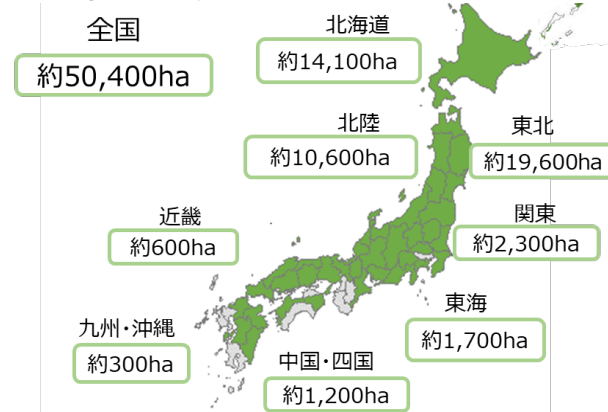 全国
約50,400ha
北海道
約14,100ha
北陸
約10,600ha
東北
約19,600ha
近畿
約600ha
関東
約2,300ha
東海
約1,700ha
九州・沖縄
約300ha
中国・四国
約1,200ha